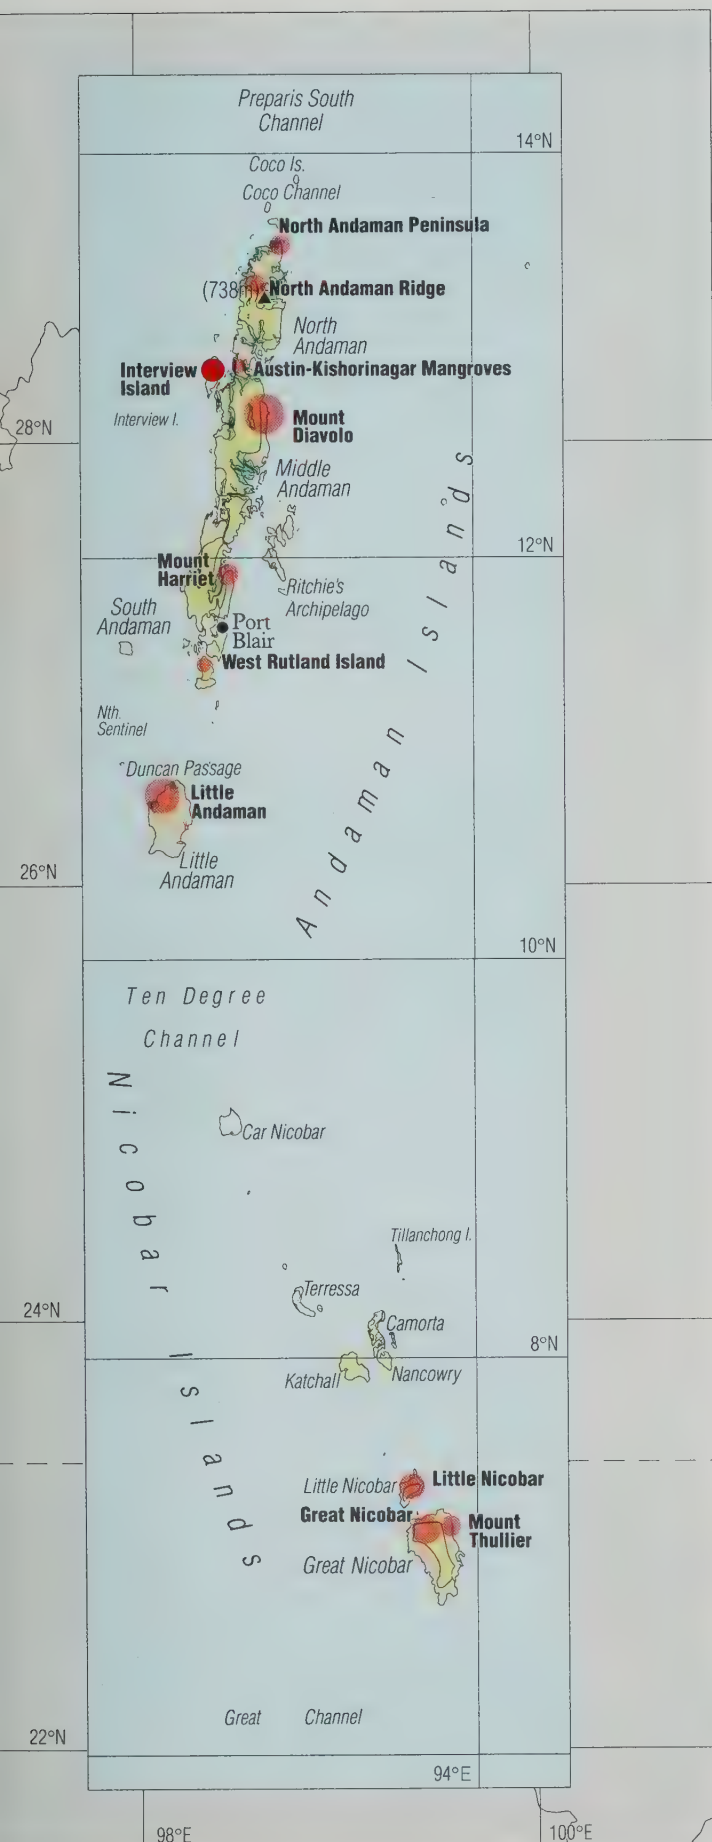 Preparis South
Channel
14°N
Coco Is.
Coco Channel
North Andaman Peninsula
(738m)
North Andaman Ridge
North
Andaman
Interview
Island
Austin-Kishorinagar Mangroves
Interview I.
28°N
Mount
Diavolo
Middle
Andaman
12°N
Mount
Harriet
Ritchie's
Archipelago
South
Andaman
Port
Blair
West Rutland Island
Nth.
Sentinel
Duncan Passage
Little
Andaman
Little
Andaman
26°N
Andaman Islands
10°N
Ten Degree
Channel
Nicobar Islands
Car Nicobar
Tillanchong I.
Terressa
24°N
Camorta
8°N
Katchall
Nancowry
Little Nicobar
Little Nicobar
Great Nicobar
Mount
Thullier
Great Nicobar
Great Channel
22°N
94°E
98°E
100°E